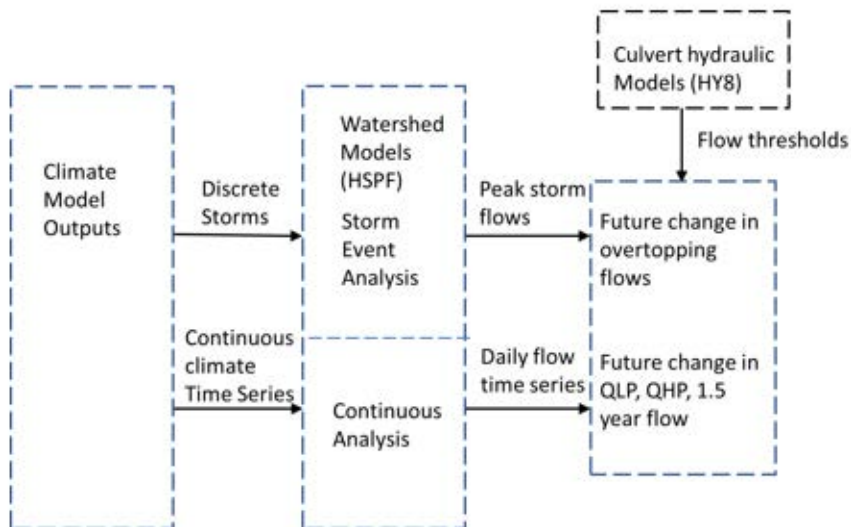 Culvert hydraulic
Models (HY8)
Flow thresholds
Climate
Model
Outputs
Discrete
Storms
Watershed
Models
(HSPF)
Storm
Event
Analysis
Peak storm
flows
Future change in
overtopping
flows
Continuous
climate
Time Series
Continuous
Analysis
Daily flow
time series
Future change in
QLP, QHP, 1.5
year flow